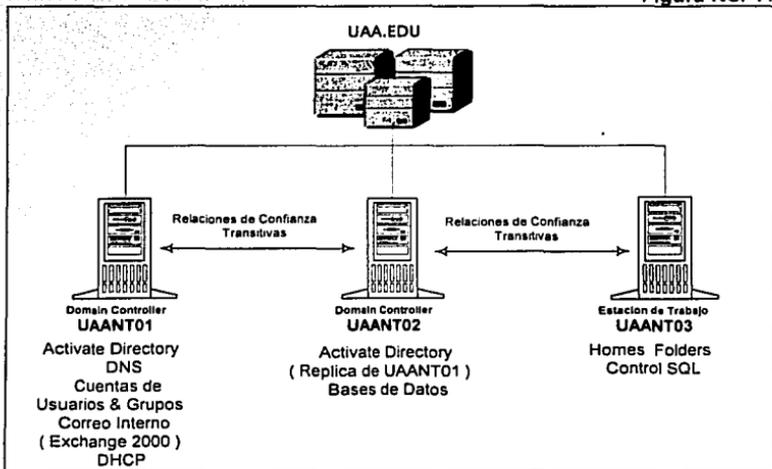 UAA.EDU
Relaciones de Confianza
Transitivas
Relaciones de Confianza
Transitivas
Domain Controller
UAANT01
Activate Directory
DNS
Cuentas de
Usuarios & Grupos
Correo Interno
( Exchange 2000 )
DHCP
Domain Controller
UAANT02
Activate Directory
( Replica de UAANT01 )
Bases de Datos
Estacion de Trabajo
UAANT03
Homes Folders
Control SQL